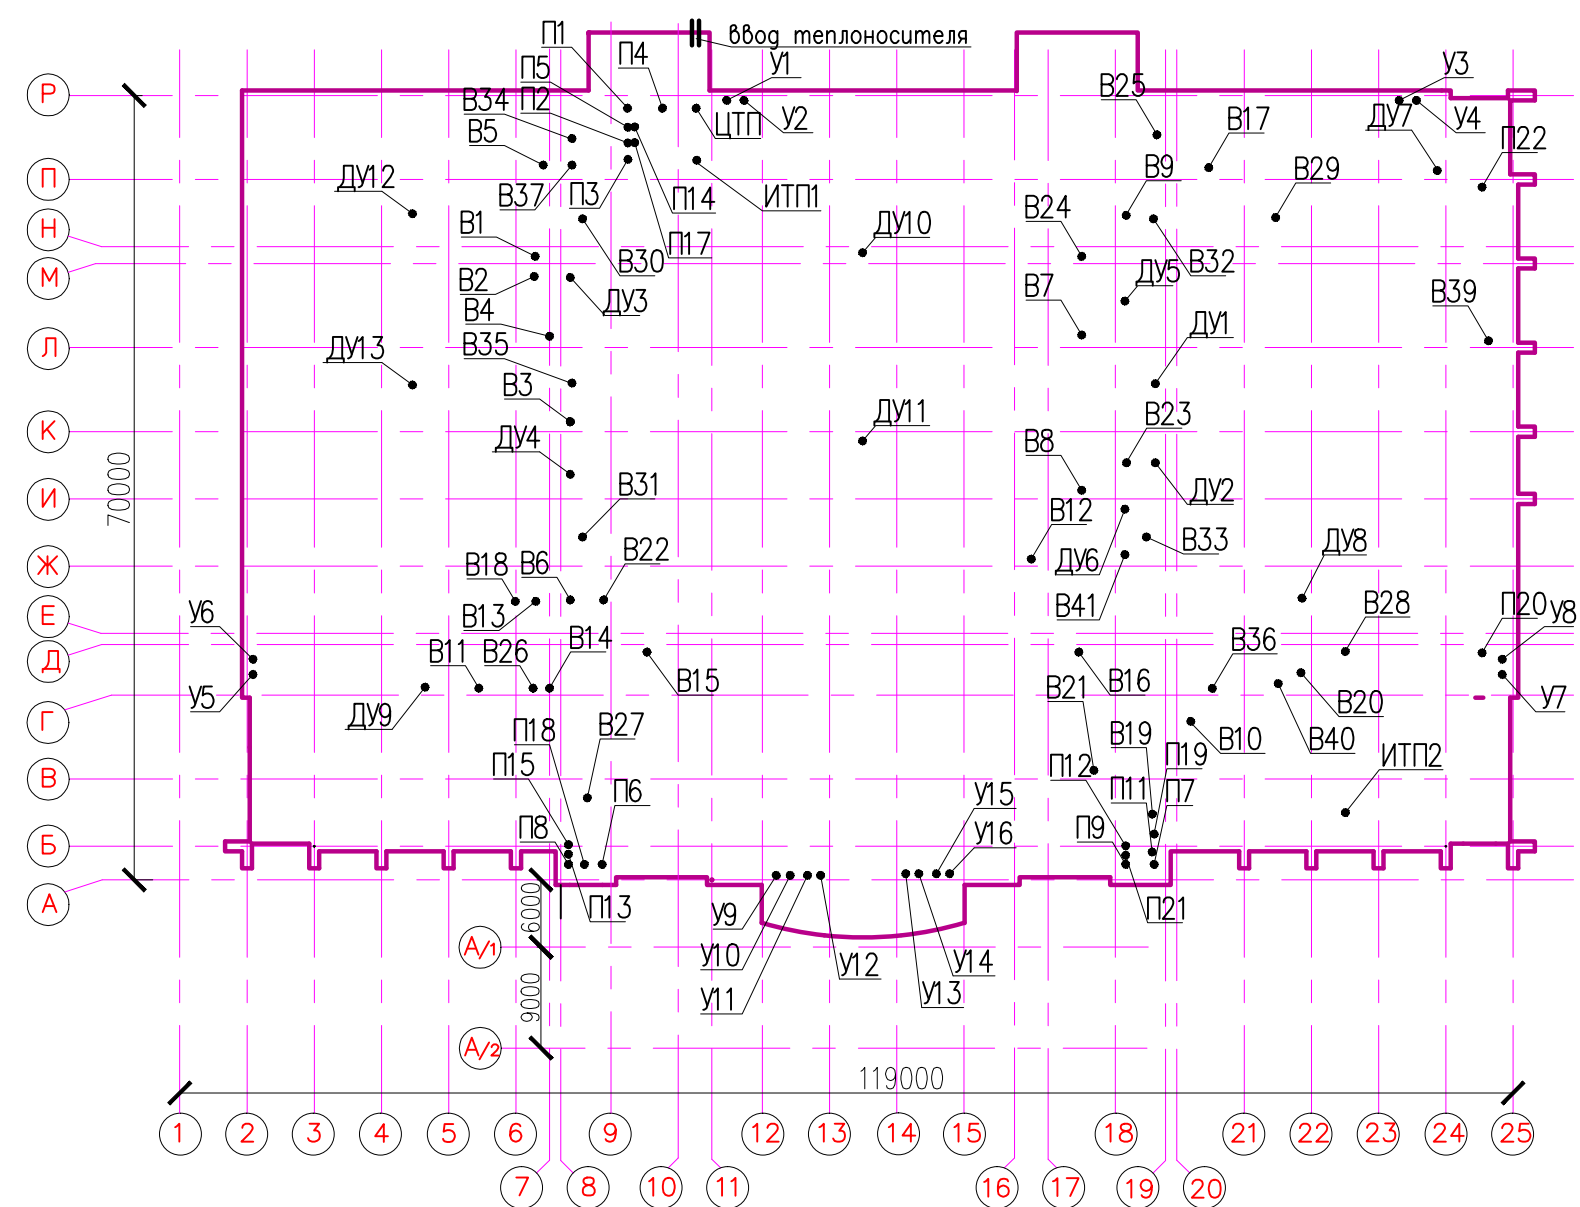 ввод теплоносителя
П1
П4
У1
У3
П5
В25
В34
П2
ЦТП
У2
ДУ7
У4
Р
В5
В17
П22
П
ДУ12
В37
П3
П14
ИТП1
В9
В29
Н
В1
В30
П17
ДУ10
В24
В32
М
В2
ДУ3
В7
ДУ5
В39
В4
ДУ1
Л
ДУ13
В35
В3
К
ДУ4
ДУ11
В8
В23
70000
И
В31
В12
ДУ2
Ж
В18
В6
В22
ДУ6
В33
ДУ8
Е
В13
В41
У6
В11
В26
В14
В36
В28
П20
У8
Д
У5
ДУ9
В15
В21
В16
В20
У7
Г
П18
В27
В19
В10
В40
В
П15
П6
П12
П11
П19
П7
ИТП2
Б
П8
У15
У16
П9
А
6000
П13
У9
П21
А/1
У10
У12
У14
9000
У11
У13
А/2
119000
1
2
3
4
5
6
9
12
13
14
15
18
21
22
23
24
25
7
8
10
11
16
17
19
20